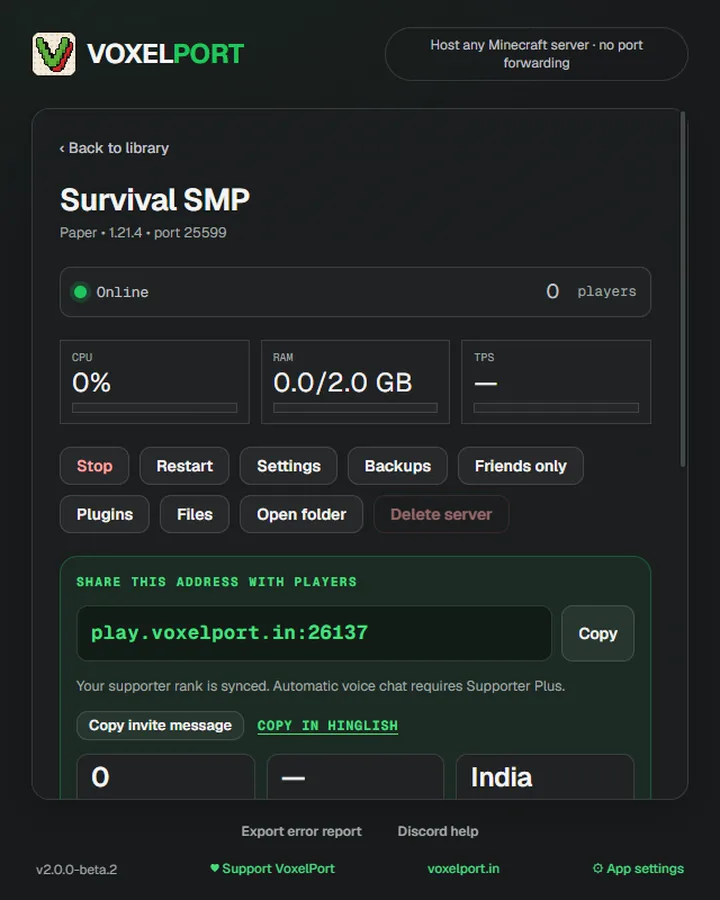 VOXELPORT
Host any Minecraft server · no port
forwarding
‹ Back to library
Survival SMP
Paper • 1.21.4 • port 25599
Online
0 players
CPU
0%
RAM
0.0/2.0 GB
TPS
—
Stop
Restart
Settings
Backups
Friends only
Plugins
Files
Open folder
Delete server
SHARE THIS ADDRESS WITH PLAYERS
play.voxelport.in:26137
Copy
Your supporter rank is synced. Automatic voice chat requires Supporter Plus.
Copy invite message
COPY IN HINGLISH
0
—
India
Export error report
Discord help
v2.0.0-beta.2
♥ Support VoxelPort
voxelport.in
⚙ App settings